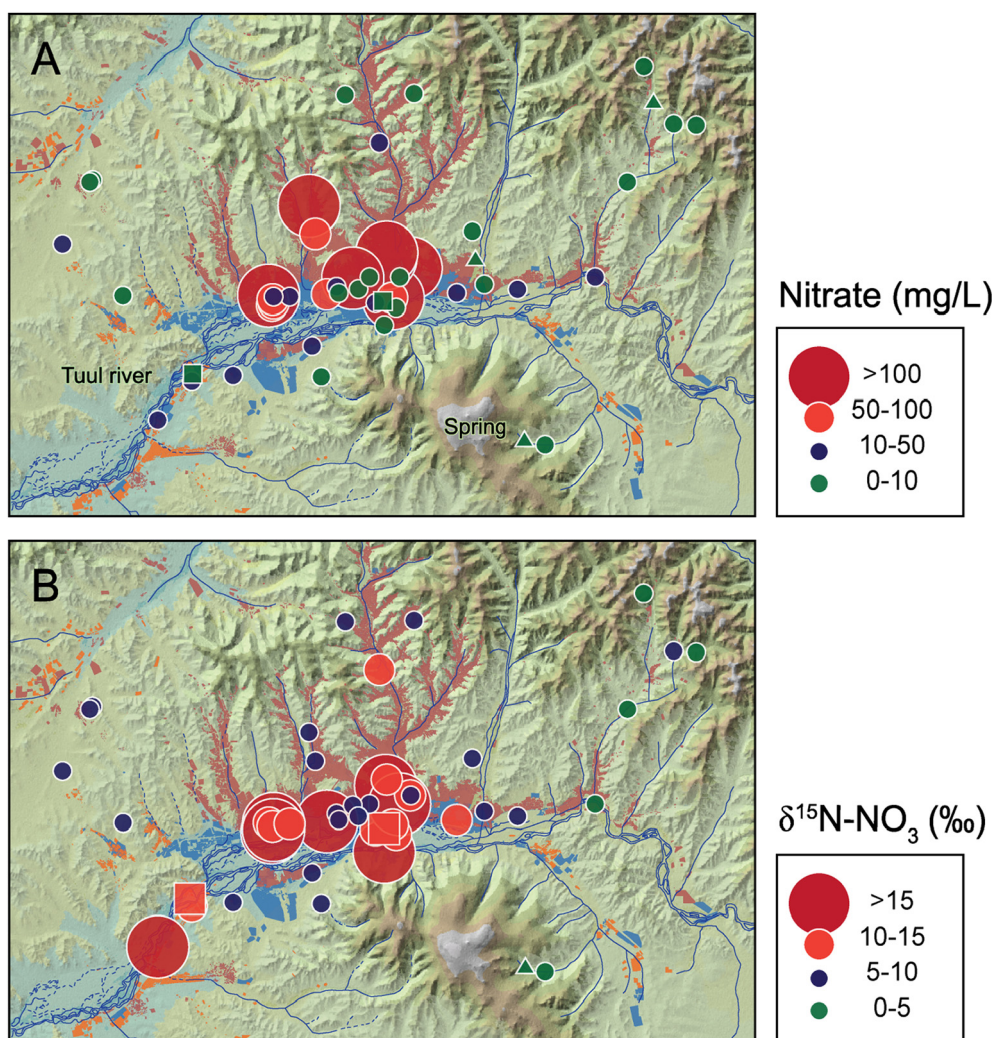 A
Tuul river
Spring
Nitrate (mg/L)
>100
50-100
10-50
0-10
B
δ¹⁵N-NO₃ (‰)
>15
10-15
5-10
0-5